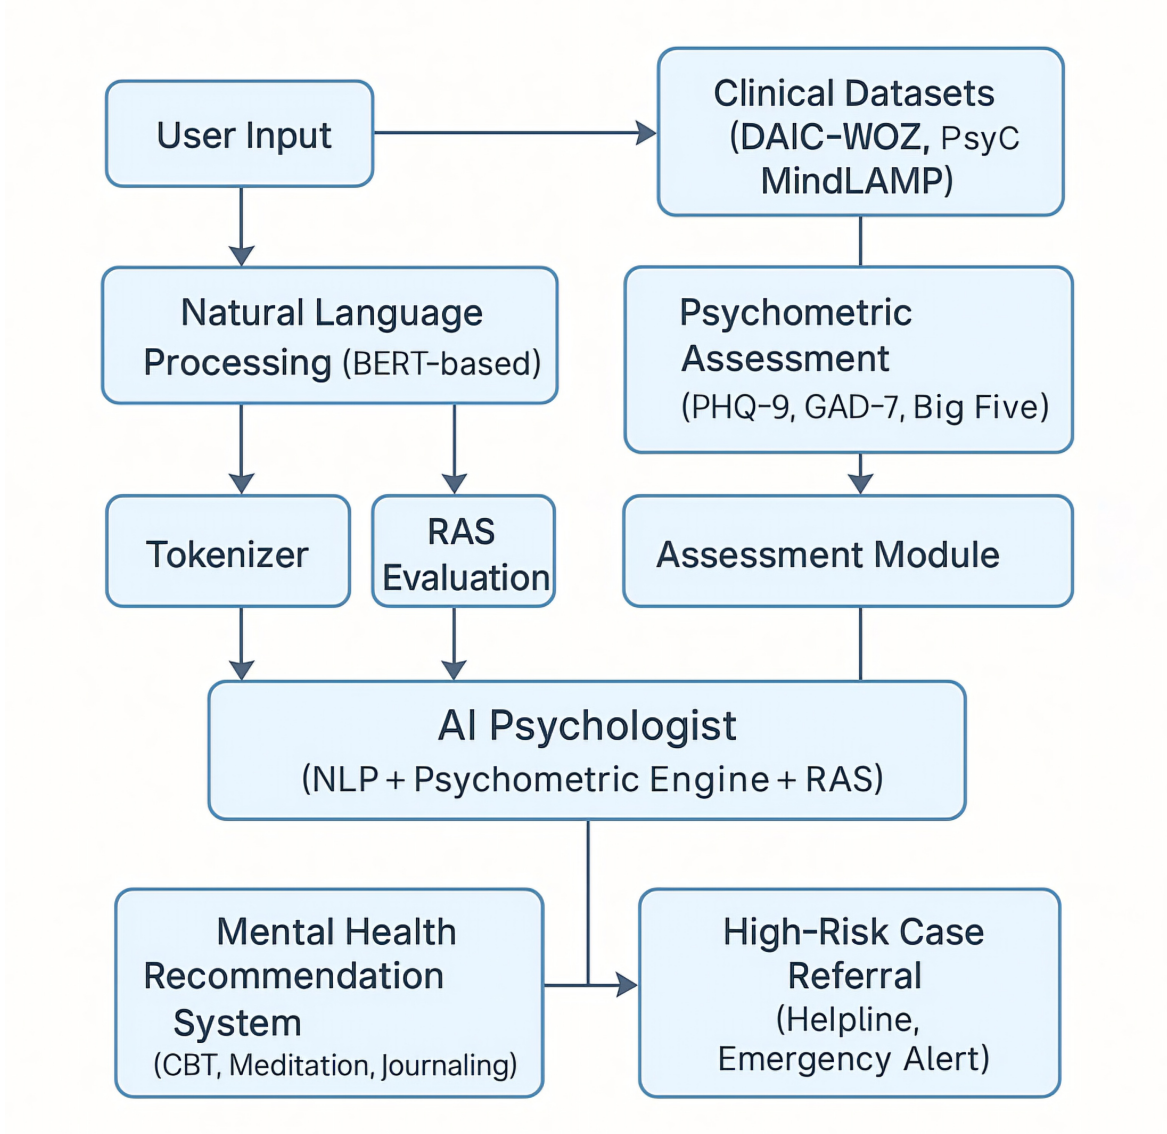 User Input
Clinical Datasets
(DAIC-WOZ, PsyC
MindLAMP)
Natural Language
Processing (BERT-based)
Psychometric
Assessment
(PHQ-9, GAD-7, Big Five)
Tokenizer
RAS
Evaluation
Assessment Module
AI Psychologist
(NLP + Psychometric Engine + RAS)
Mental Health
Recommendation
System
(CBT, Meditation, Journaling)
High-Risk Case
Referral
(Helpline,
Emergency Alert)